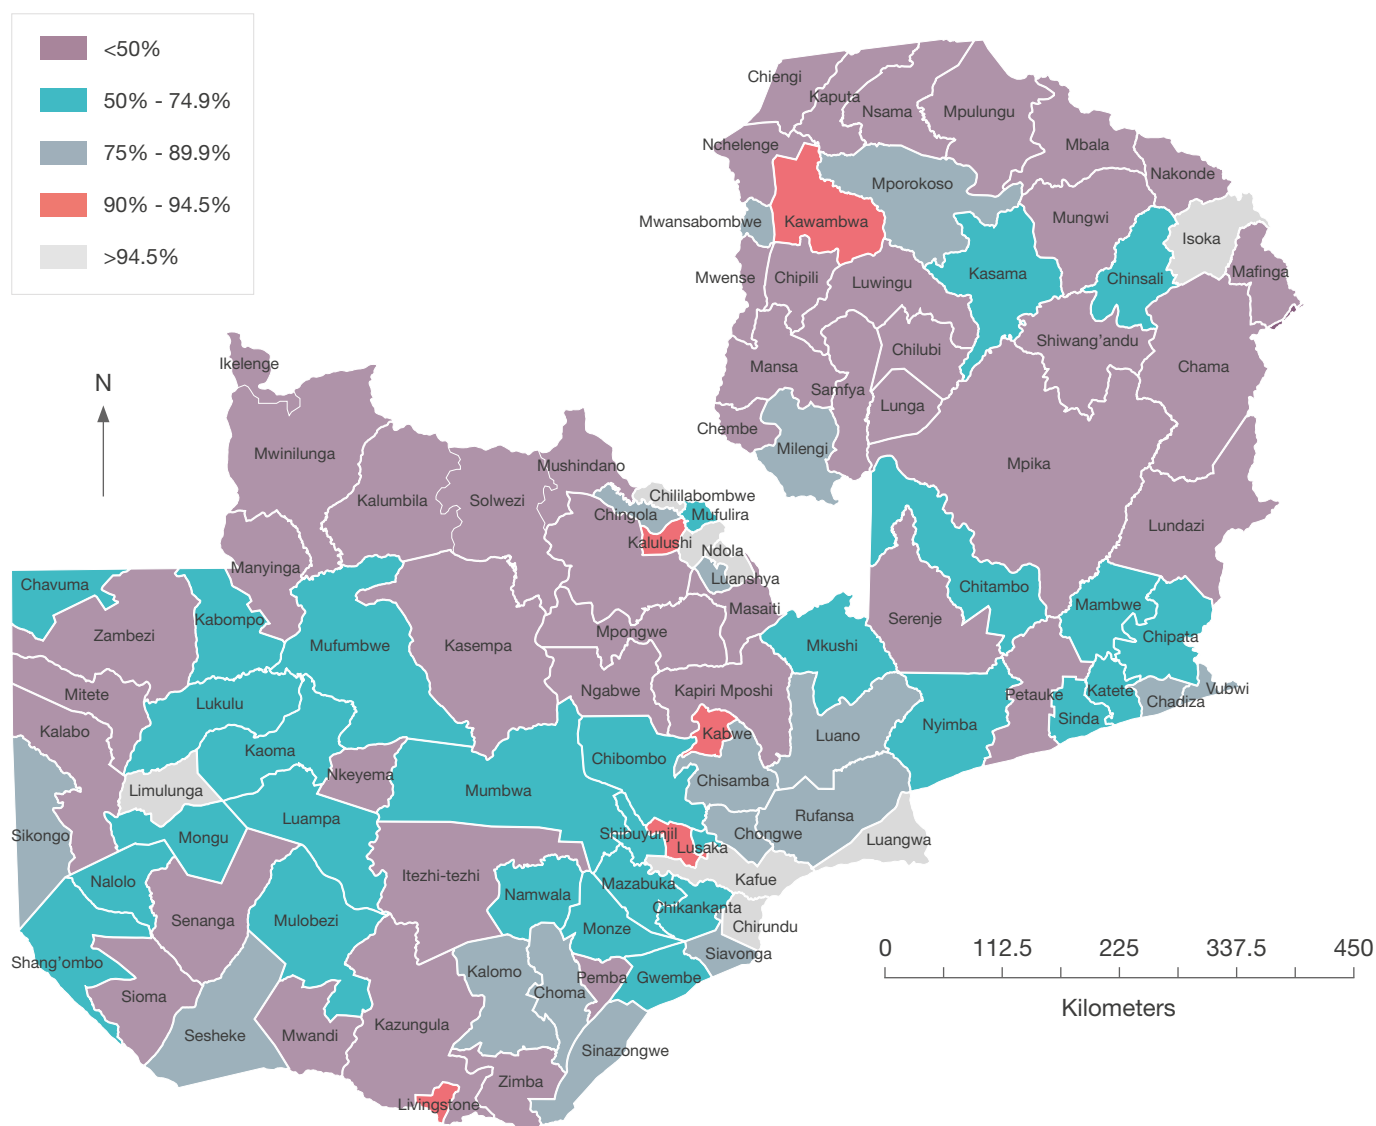 <50%
50% - 74.9%
75% - 89.9%
90% - 94.5%
>94.5%
N
Chiengi
Kaputa
Nsama
Mpulungu
Mbala
Nchelenge
Nakonde
Mporokoso
Mwansabombwe
Kawambwa
Mungwi
Isoka
Mwense
Chipili
Luwingu
Kasama
Chinsali
Mafinga
Shiwang’andu
Chilubi
Mansa
Samfya
Chama
Lunga
Chembe
Milengi
Mpika
Lundazi
Ikelenge
Mwinilunga
Kalumbila
Solwezi
Mushindano
Chililabombwe
Chingola
Mufulira
Kalulushi
Ndola
Luanshya
Manyinga
Masaiti
Chavuma
Zambezi
Kabompo
Mufumbwe
Kasempa
Mpongwe
Mkushi
Serenje
Chitambo
Mambwe
Chipata
Mitete
Kalabo
Lukulu
Kaoma
Ngabwe
Kapiri Mposhi
Petauke
Katete
Vubwi
Chadiza
Sinda
Nyimba
Luano
Kabwe
Chibombo
Chisamba
Nkeyema
Limulunga
Mumbwa
Luampa
Rufansa
Sikongo
Mongu
Shibuyunjil
Lusaka
Chongwe
Luangwa
Nalolo
Itezhi-tezhi
Kafue
Mazabuka
Namwala
Chikankanta
Senanga
Mulobezi
Monze
Chirundu
Siavonga
Shang’ombo
Sioma
Kalomo
Choma
Pemba
Gwembe
Sesheke
Mwandi
Kazungula
Sinazongwe
Zimba
Livingstone
0 112.5 225 337.5 450
Kilometers